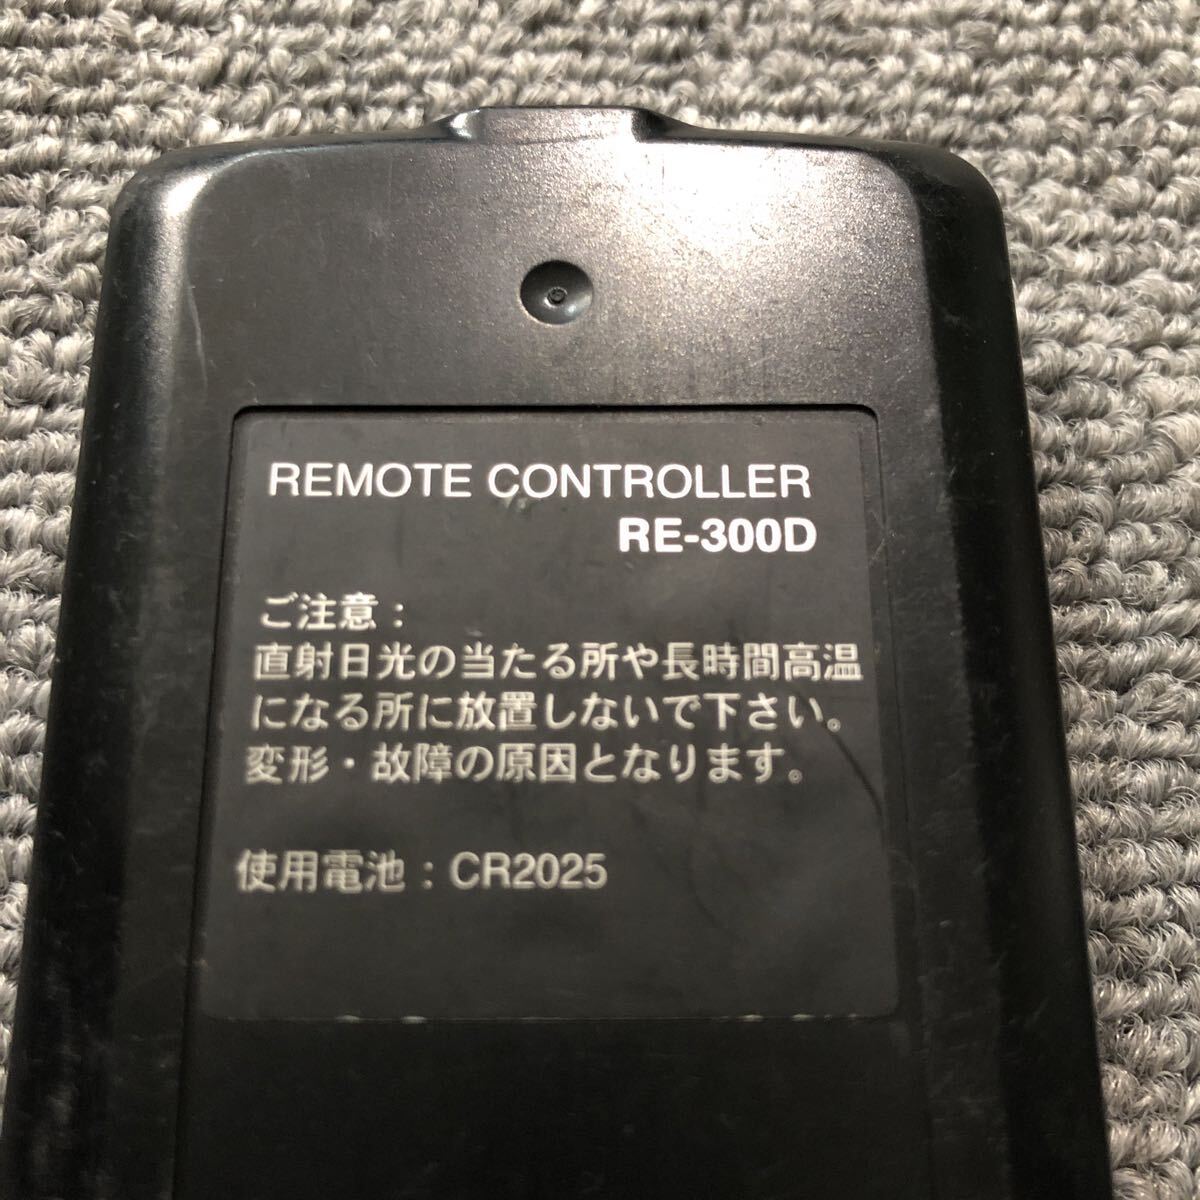 REMOTE CONTROLLER
RE-300D
ご注意：
直射日光の当たる所や長時間高温
になる所に放置しないで下さい。
変形・故障の原因となります。
使用電池：CR2025